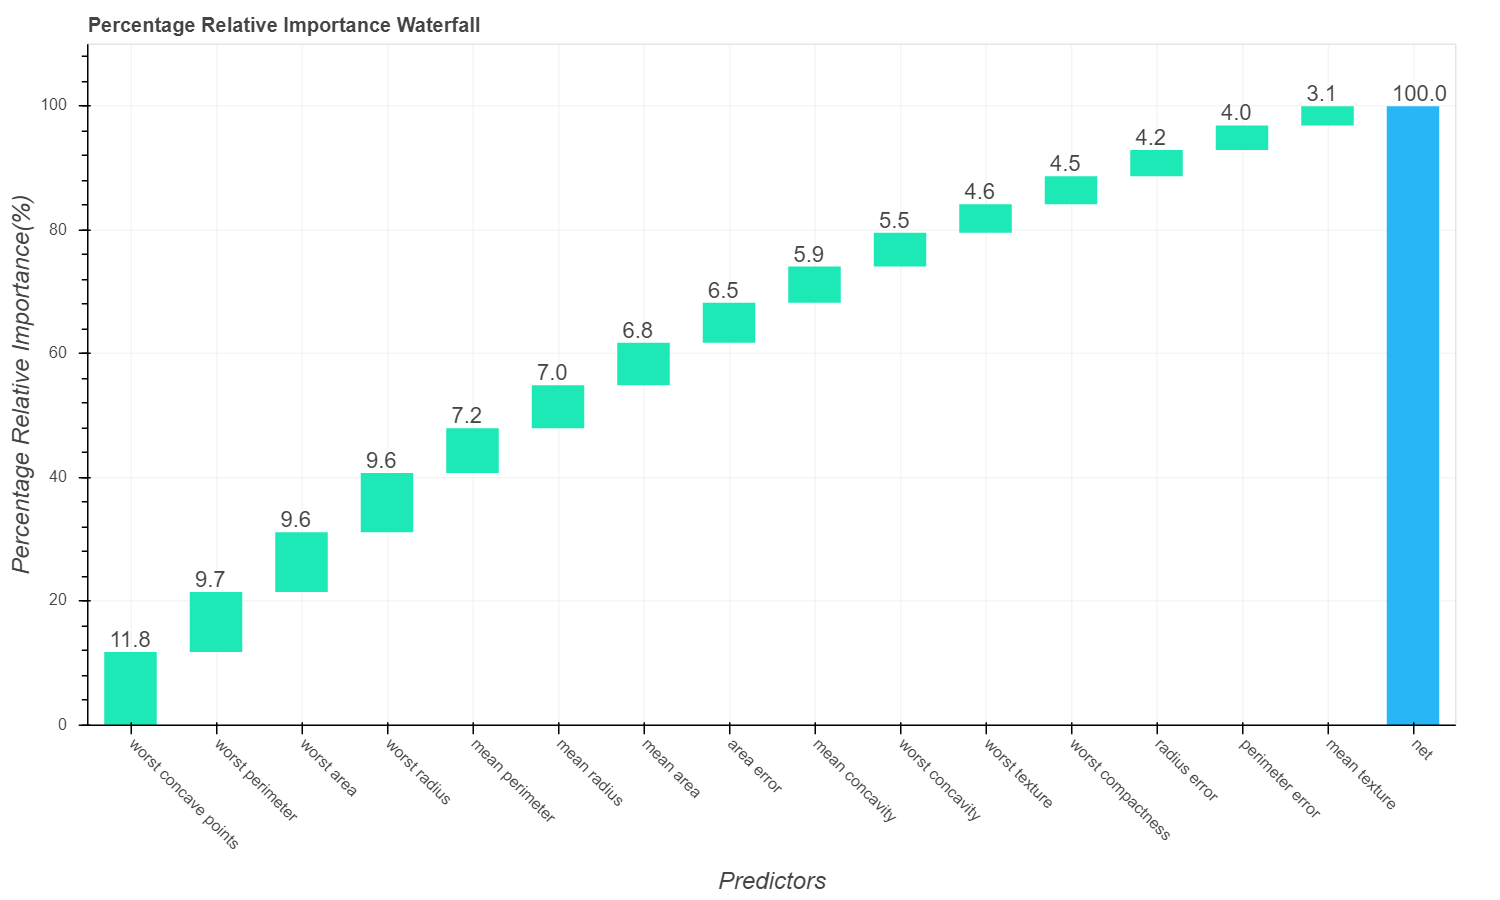 Percentage Relative Importance Waterfall
Percentage Relative Importance(%)
100
80
60
40
20
0
11.8
9.7
9.6
9.6
7.2
7.0
6.8
6.5
5.9
5.5
4.6
4.5
4.2
4.0
3.1
100.0
worst concave points
worst perimeter
worst area
worst radius
mean perimeter
mean radius
mean area
area error
mean concavity
worst concavity
worst texture
worst compactness
radius error
perimeter error
mean texture
net
Predictors